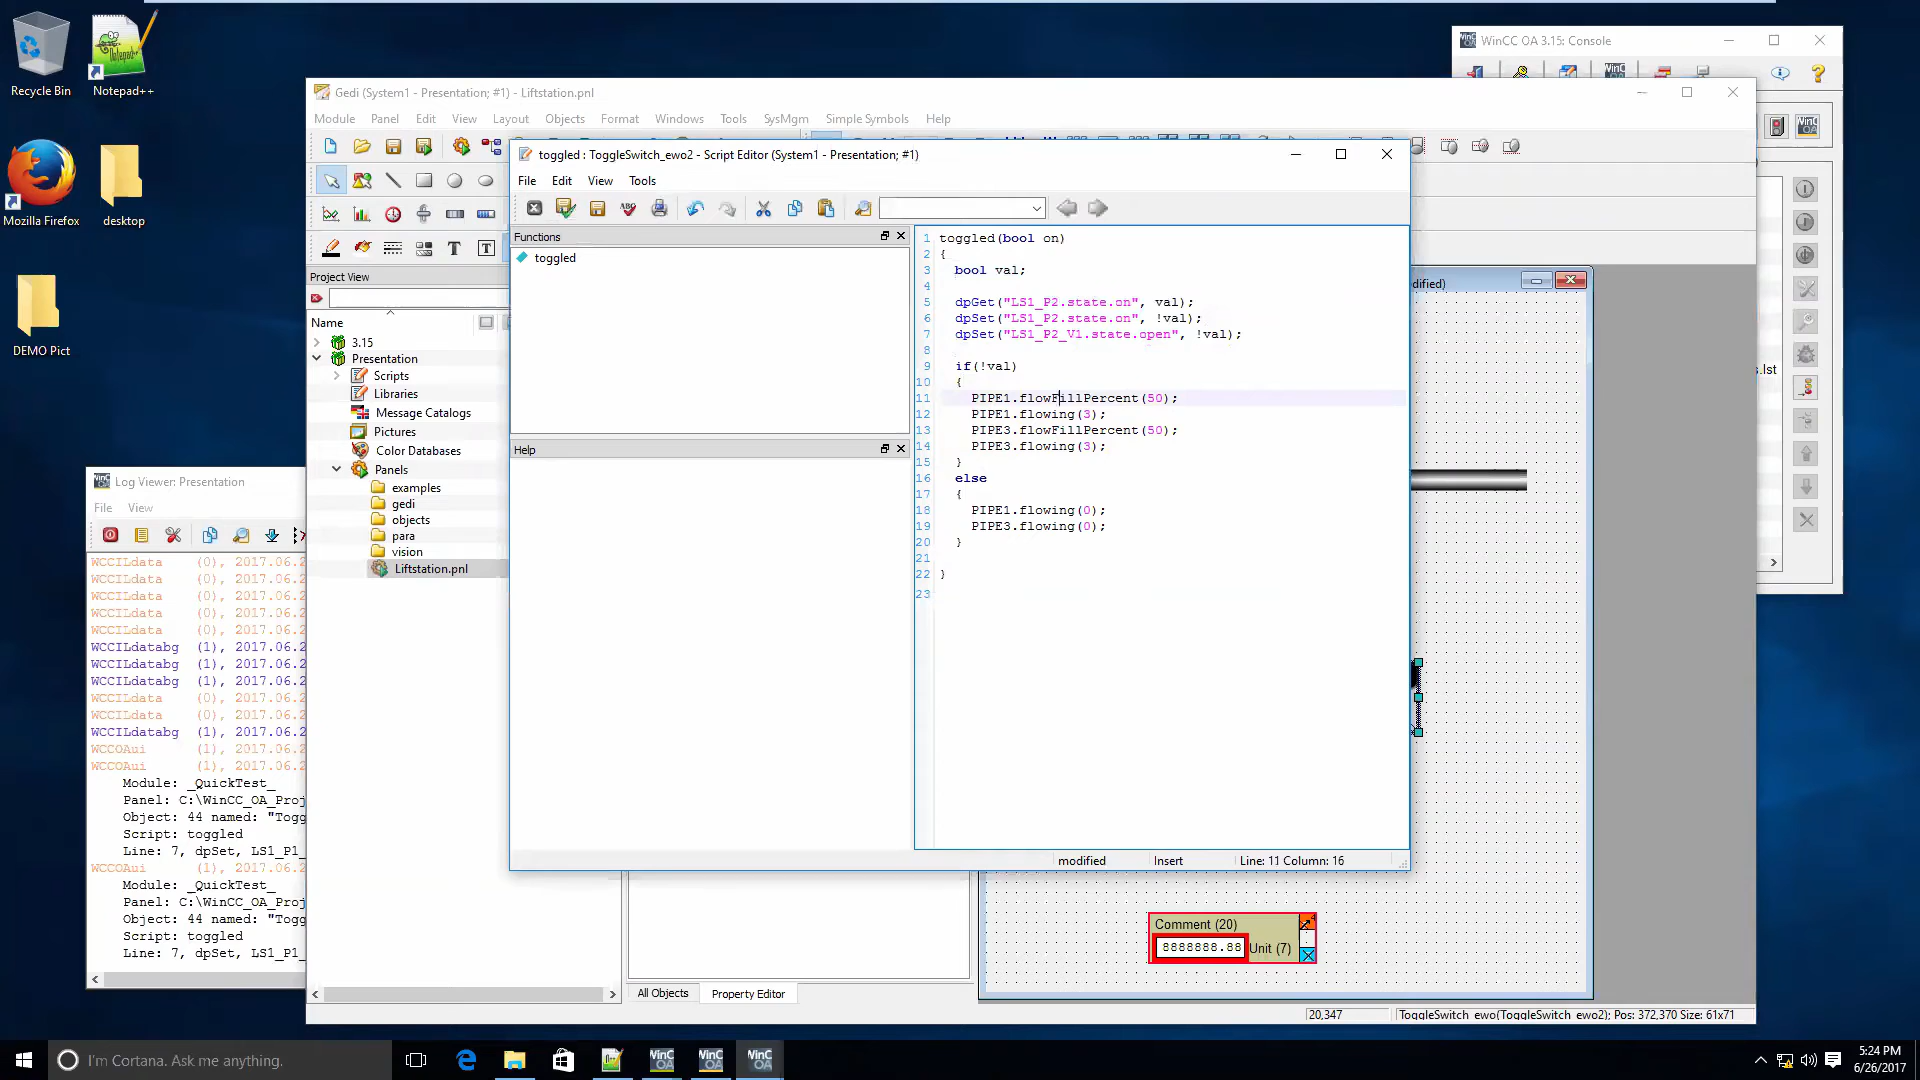 Recycle Bin
Notepad++
Mozilla Firefox
desktop
DEMO Pict
WinCC OA 3.15: Console
Gedi (System1 - Presentation; #1) - Liftstation.pnl
Module Panel Edit View Layout Objects Format Windows Tools SysMgm Simple Symbols Help
toggled : ToggleSwitch_ewo2 - Script Editor (System1 - Presentation; #1)
File Edit View Tools
Functions
toggled
Help
1 toggled(bool on)
2 {
3 bool val;
4
5 dpGet("LS1_P2.state.on", val);
6 dpSet("LS1_P2.state.on", !val);
7 dpSet("LS1_P2_V1.state.open", !val);
8
9 if(!val)
10 {
11 PIPE1.flowFillPercent(50);
12 PIPE1.flowing(3);
13 PIPE3.flowFillPercent(50);
14 PIPE3.flowing(3);
15 }
16 else
17 {
18 PIPE1.flowing(0);
19 PIPE3.flowing(0);
20 }
21
22 }
23
modified Insert Line: 11 Column: 16
Project View
Name
3.15
Presentation
Scripts
Libraries
Message Catalogs
Pictures
Color Databases
Panels
examples
gedi
objects
para
vision
Liftstation.pnl
dified)
s.lst
Log Viewer: Presentation
File View
WCCILdata (0), 2017.06.2
WCCILdata (0), 2017.06.2
WCCILdata (0), 2017.06.2
WCCILdata (0), 2017.06.2
WCCILdata (0), 2017.06.2
WCCILdatabg (1), 2017.06.2
WCCILdatabg (1), 2017.06.2
WCCILdatabg (1), 2017.06.2
WCCILdata (0), 2017.06.2
WCCILdata (0), 2017.06.2
WCCILdatabg (1), 2017.06.2
WCCOAui (1), 2017.06.2
WCCOAui (1), 2017.06.2
Module: _QuickTest_
Panel: C:\WinCC_OA_Proj
Object: 44 named: "Togg
Script: toggled
Line: 7, dpSet, LS1_P1_
WCCOAui (1), 2017.06.2
Module: _QuickTest_
Panel: C:\WinCC_OA_Proj
Object: 44 named: "Togg
Script: toggled
Line: 7, dpSet, LS1_P1_
Comment (20)
8888888.88 Unit (7)
All Objects Property Editor
20,347 ToggleSwitch_ewo(ToggleSwitch_ewo2); Pos: 372,370 Size: 61x71
I'm Cortana. Ask me anything.
5:24 PM
6/26/2017